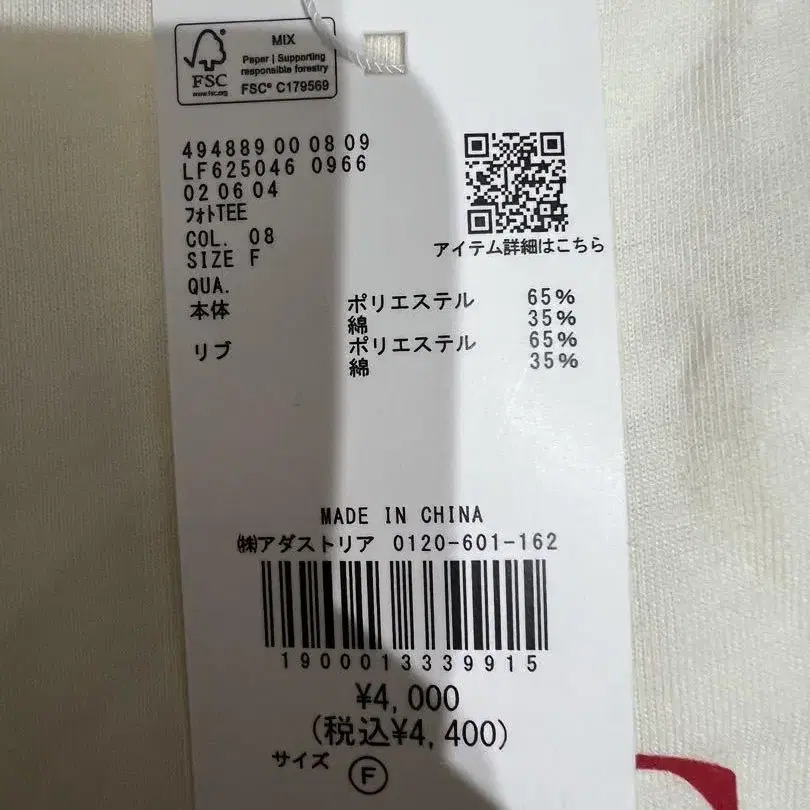 MIX
Paper | Supporting
responsible forestry
FSC® C179569
FSC
www.fsc.org
494889 00 08 09
LF625046 0966
02 06 04
ﾌｫﾄTEE
COL. 08
SIZE F
アイテム詳細はこちら
QUA.
本体 ポリエステル 65%
綿 35%
リブ ポリエステル 65%
綿 35%
MADE IN CHINA
㈱アダストリア 0120-601-162
1900013339915
¥4,000
(税込¥4,400)
サイズ Ⓕ